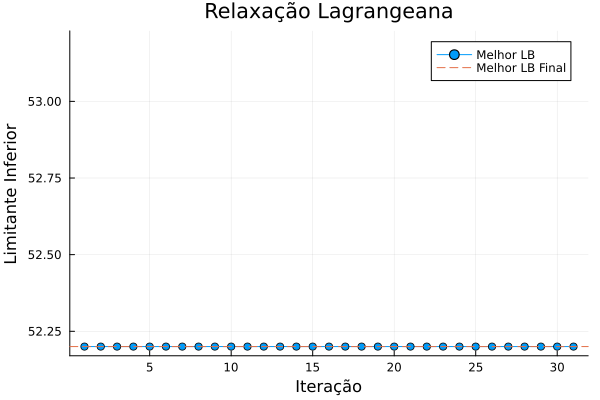 Relaxação Lagrangeana
Melhor LB
Melhor LB Final
Limitante Inferior
53.00
52.75
52.50
52.25
5 10 15 20 25 30
Iteração